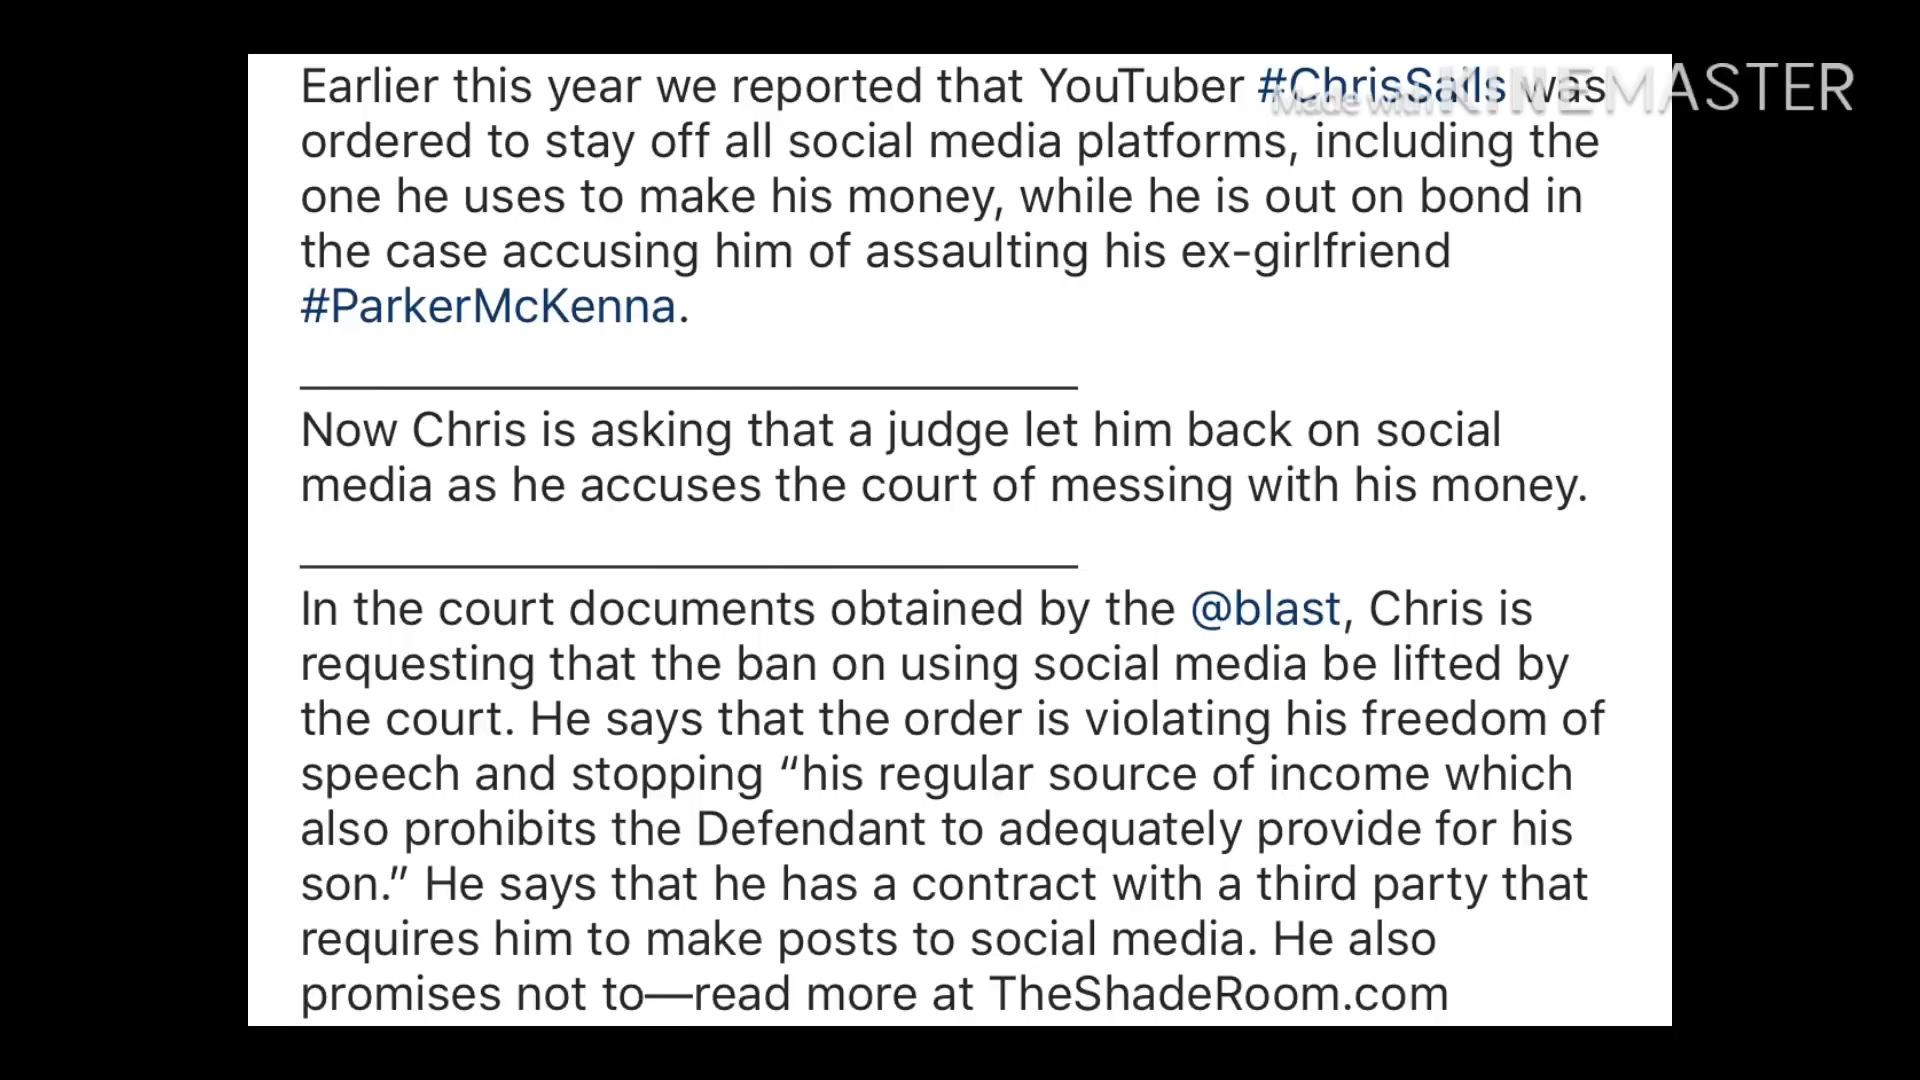 Earlier this year we reported that YouTuber #ChrisSails was
Made with KINEMASTER
ordered to stay off all social media platforms, including the
one he uses to make his money, while he is out on bond in
the case accusing him of assaulting his ex-girlfriend
#ParkerMcKenna.
Now Chris is asking that a judge let him back on social
media as he accuses the court of messing with his money.
In the court documents obtained by the @blast, Chris is
requesting that the ban on using social media be lifted by
the court. He says that the order is violating his freedom of
speech and stopping “his regular source of income which
also prohibits the Defendant to adequately provide for his
son.” He says that he has a contract with a third party that
requires him to make posts to social media. He also
promises not to—read more at TheShadeRoom.com